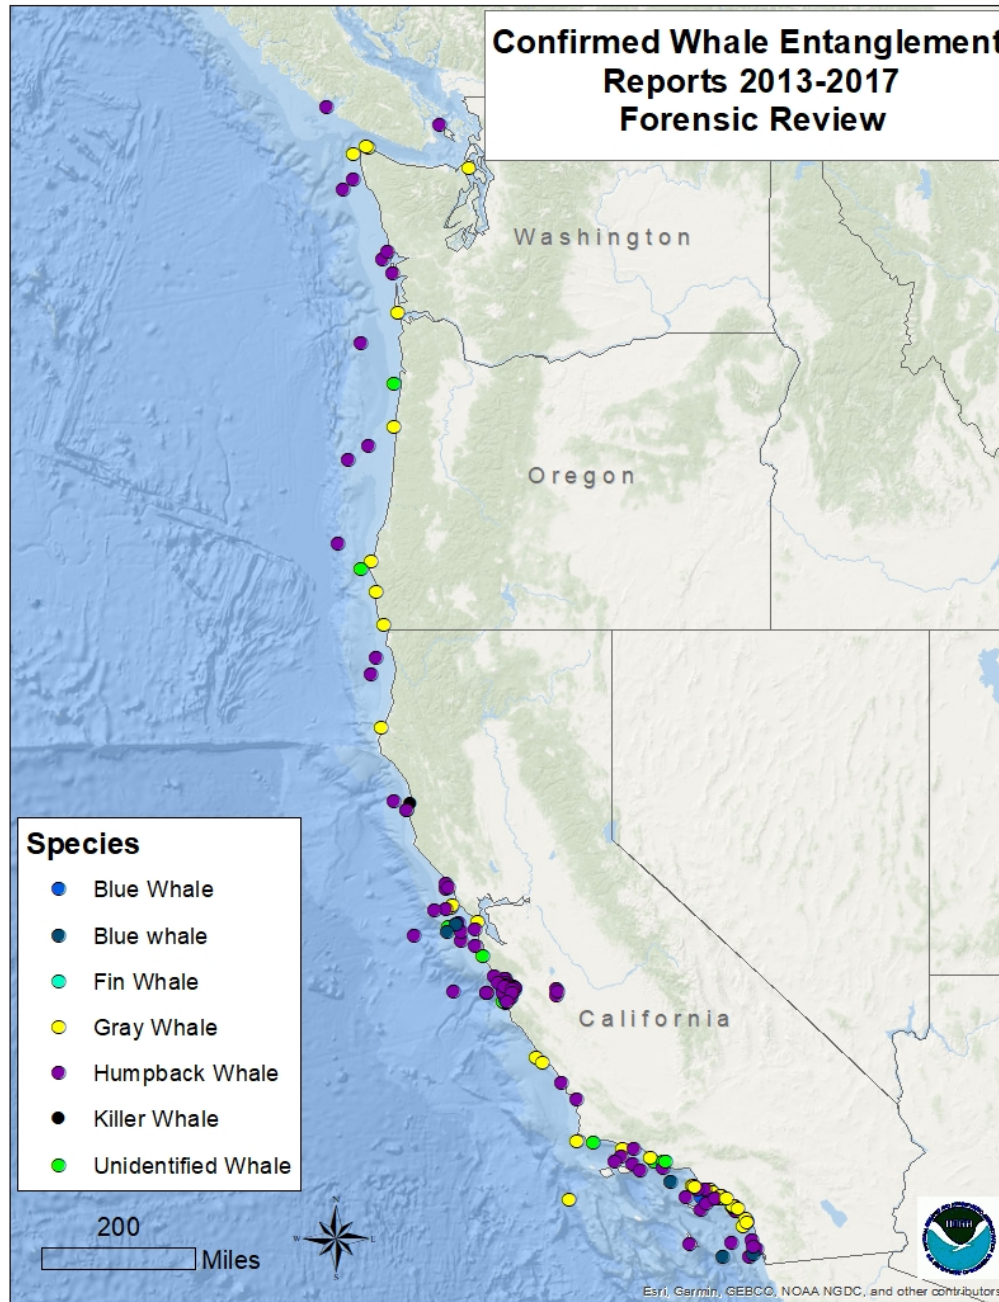 Confirmed Whale Entanglement
Reports 2013-2017
Forensic Review
Washington
Oregon
California
Species
Blue Whale
Blue whale
Fin Whale
Gray Whale
Humpback Whale
Killer Whale
Unidentified Whale
200
Miles
N
W
S
NOAA
Esri, Garmin, GEBCO, NOAA NGDC, and other contributors